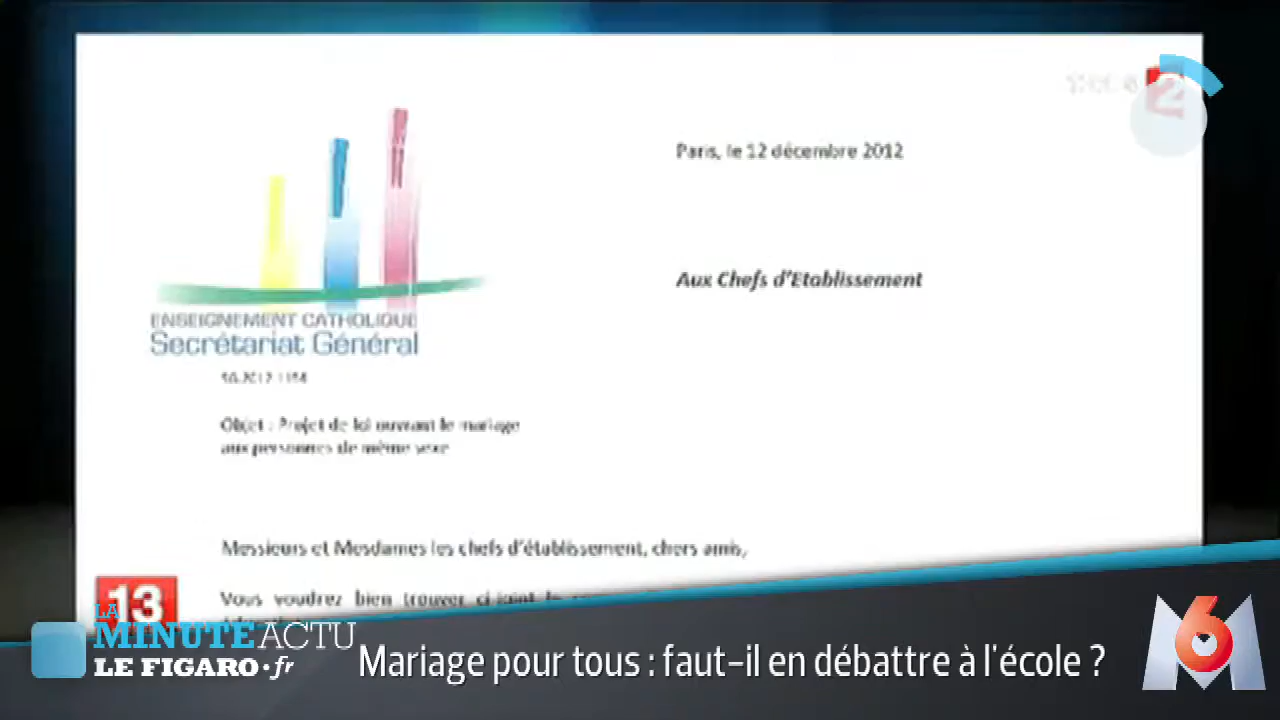 2
Paris, le 12 décembre 2012
Aux Chefs d'Etablissement
ENSEIGNEMENT CATHOLIQUE
Secrétariat Général
Objet : Projet de loi ouvrant le mariage
aux personnes de même sexe
Messieurs et Mesdames les chefs d'établissement, chers amis,
Vous voudrez bien trouver ci-joint
13
LA
MINUTE ACTU
LE FIGARO·fr
Mariage pour tous : faut-il en débattre à l'école ?
M6